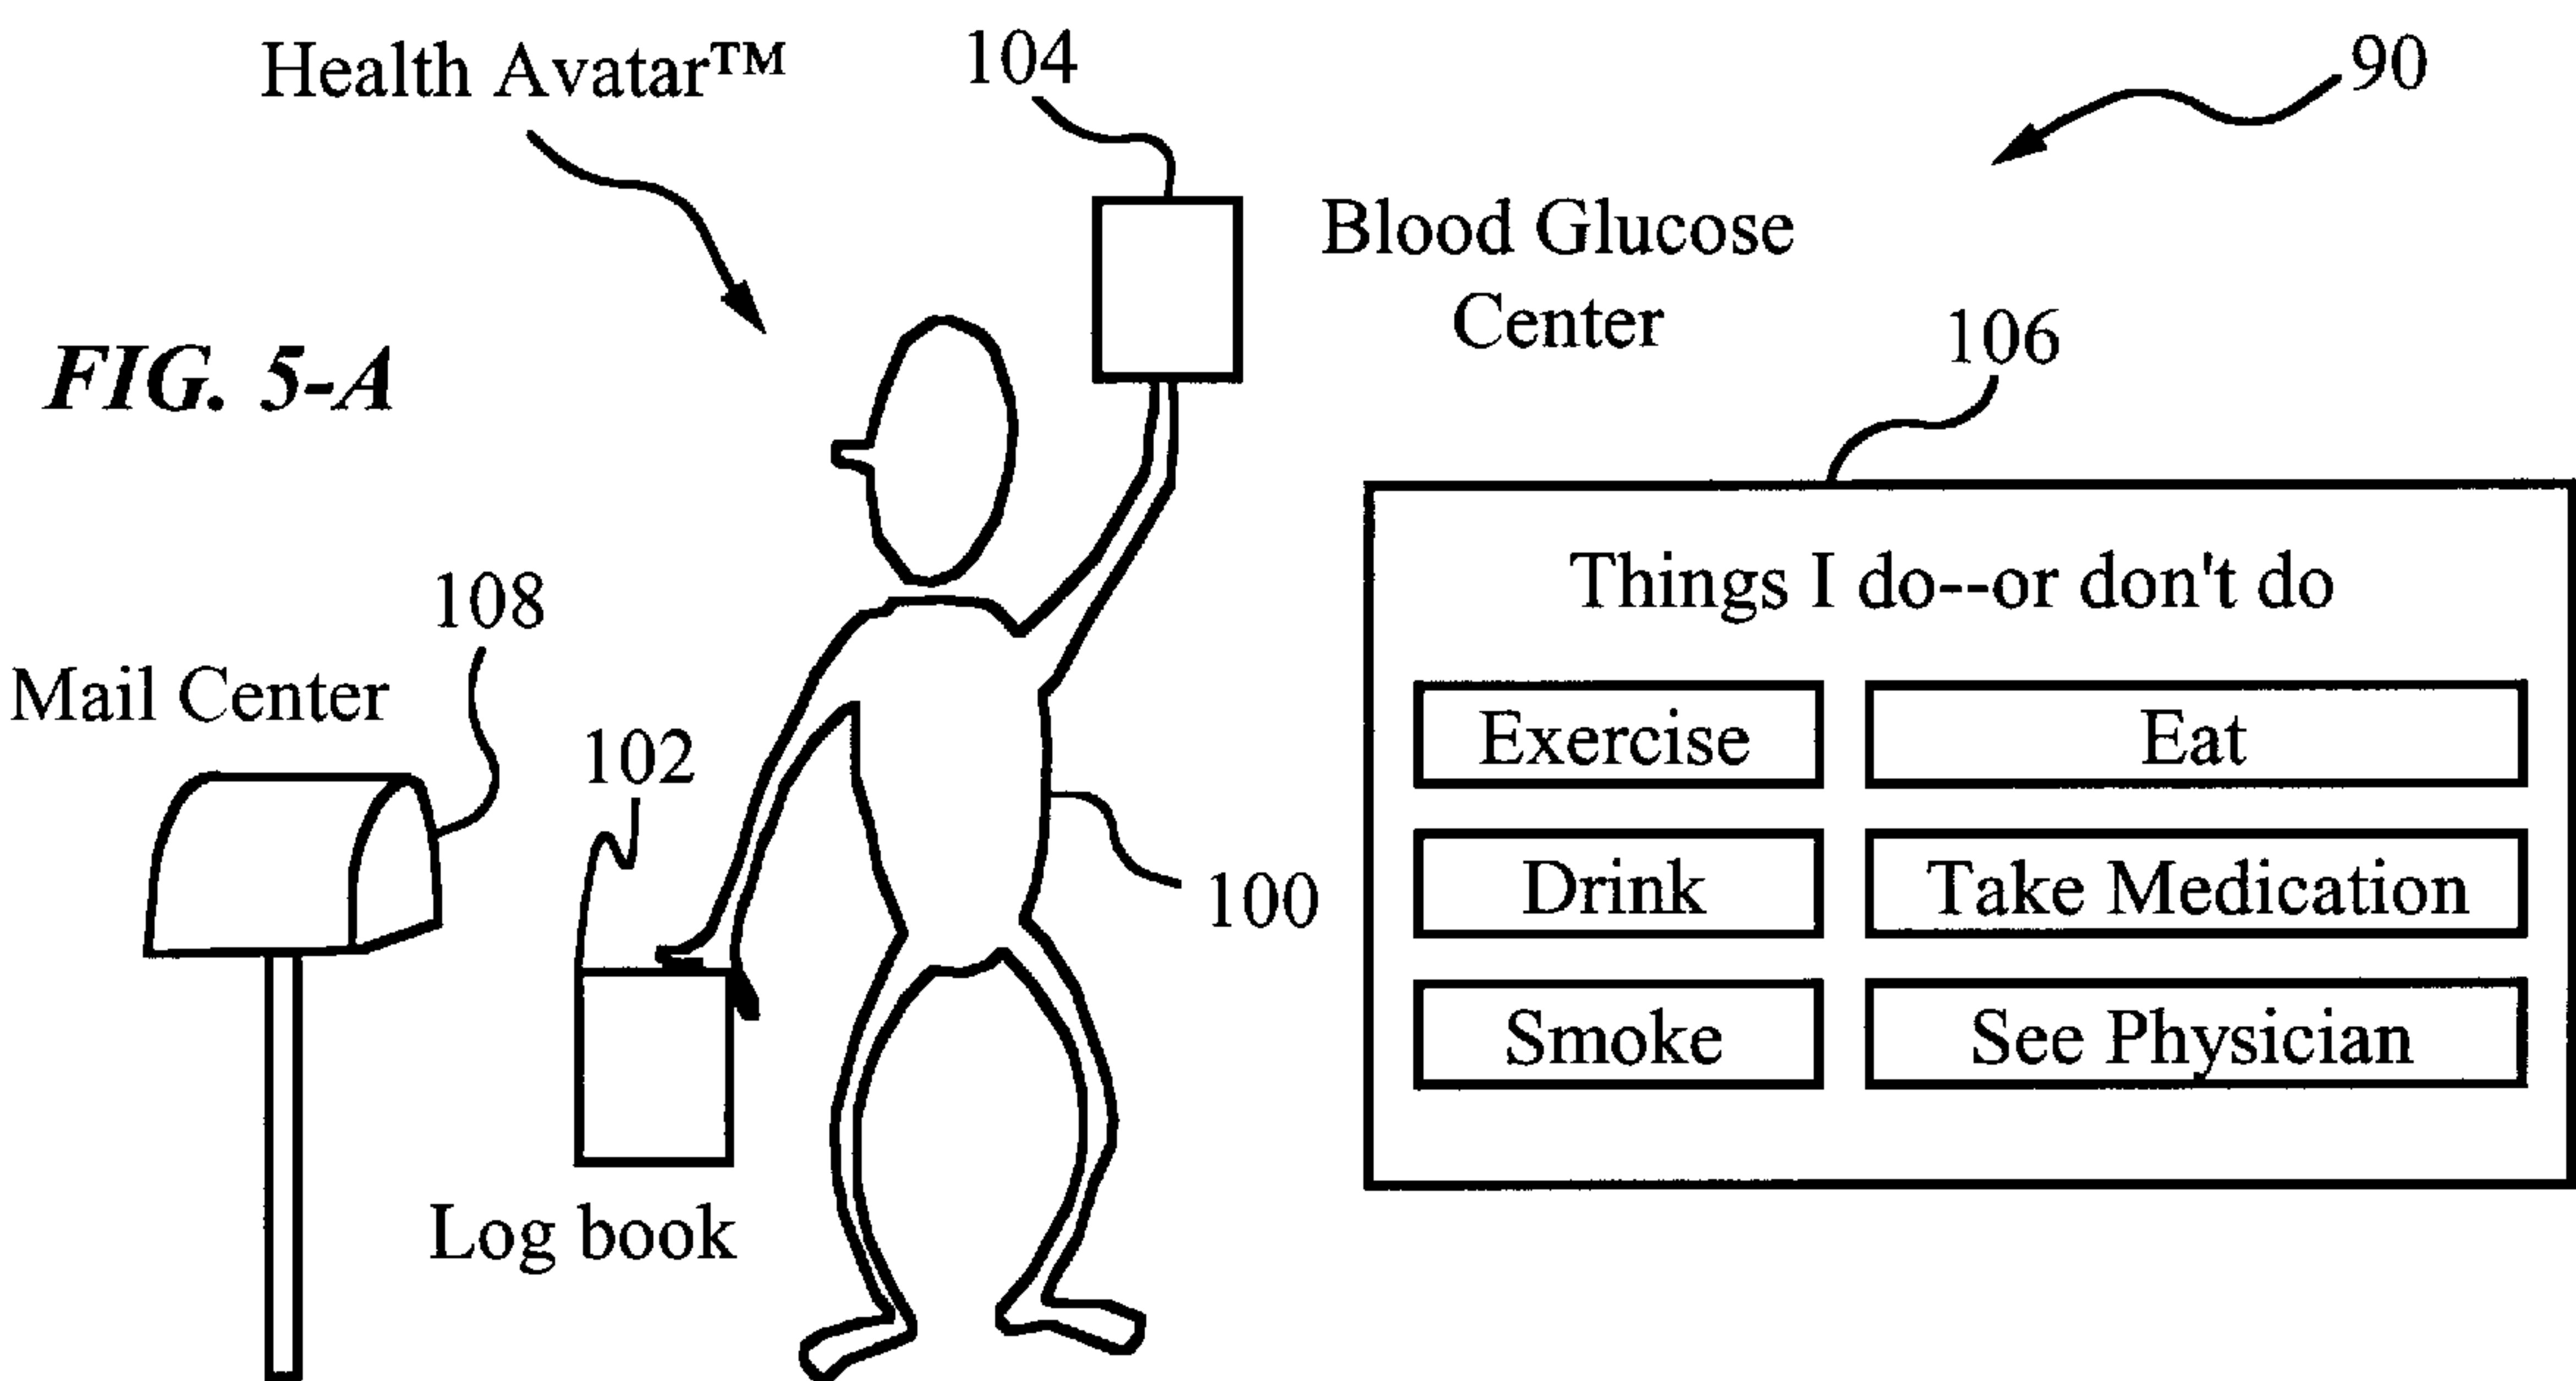 Health Avatar™
104
90
Blood Glucose
Center
FIG. 5-A
106
Things I do--or don't do
108
Mail Center
Exercise
Eat
102
Drink
Take Medication
100
Smoke
See Physician
Log book